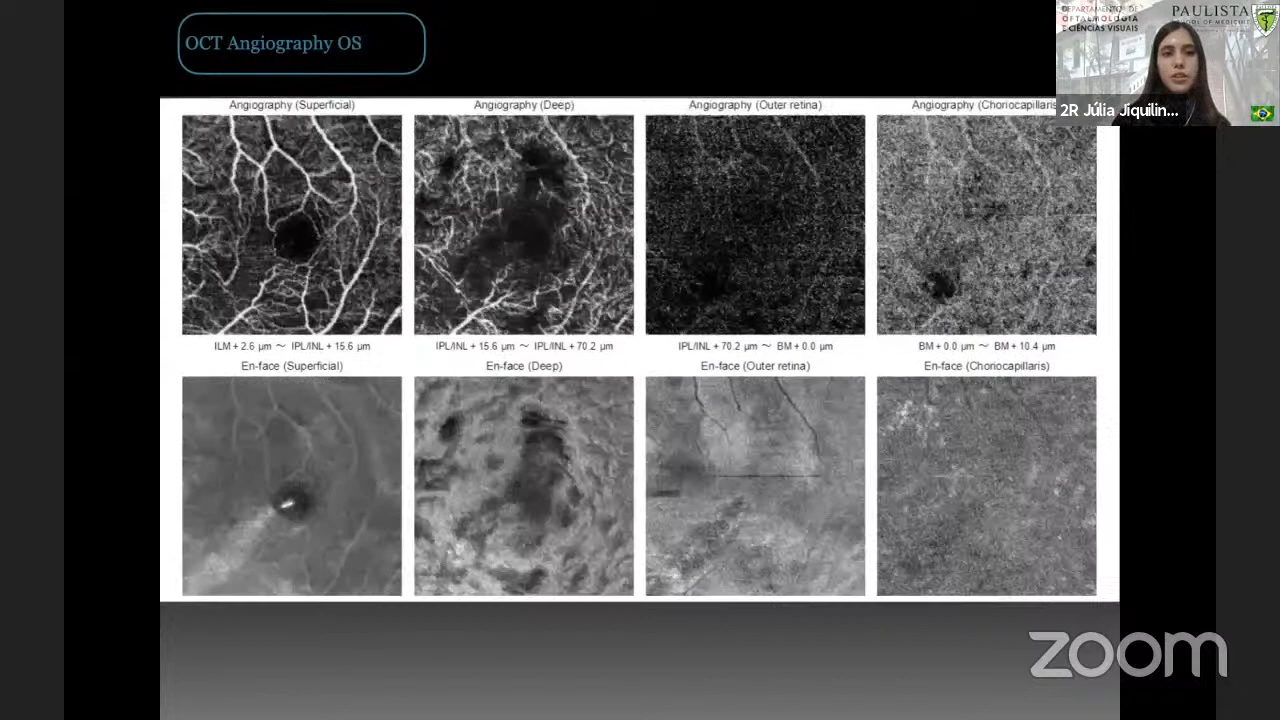 OCT Angiography OS
DEPARTAMENTO DE
OFTALMOLOGIA
E CIÊNCIAS VISUAIS
PAULISTA
SCHOOL OF MEDICINE
2R Júlia Jiquilin...
Angiography (Superficial)
Angiography (Deep)
Angiography (Outer retina)
Angiography (Choriocapillaris
ILM + 2.6 μm ～ IPL/INL + 15.6 μm
IPL/INL + 15.6 μm ～ IPL/INL + 70.2 μm
IPL/INL + 70.2 μm ～ BM + 0.0 μm
BM + 0.0 μm ～ BM + 10.4 μm
En-face (Superficial)
En-face (Deep)
En-face (Outer retina)
En-face (Choriocapillaris)
zoom